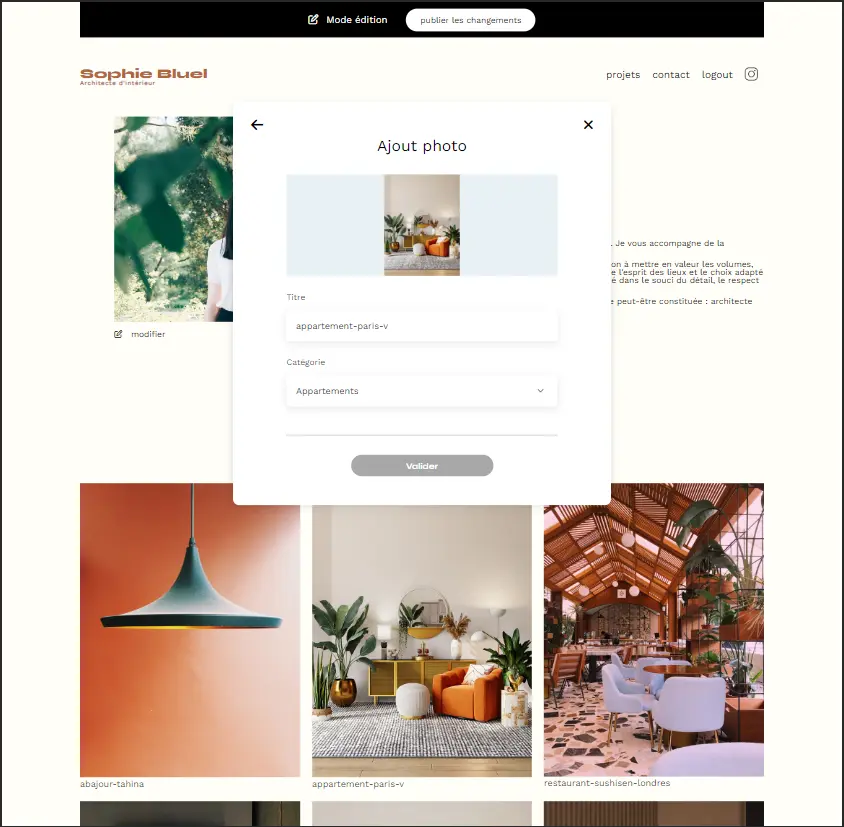 Mode édition
publier les changements
Sophie Bluel
Architecte d'intérieur
projets
contact
logout
Ajout photo
. Je vous accompagne de la
on à mettre en valeur les volumes,
e l'esprit des lieux et le choix adapté
é dans le souci du détail, le respect
e peut-être constituée : architecte
modifier
Titre
appartement-paris-v
Catégorie
Appartements
Valider
abajour-tahina
appartement-paris-v
restaurant-sushisen-londres